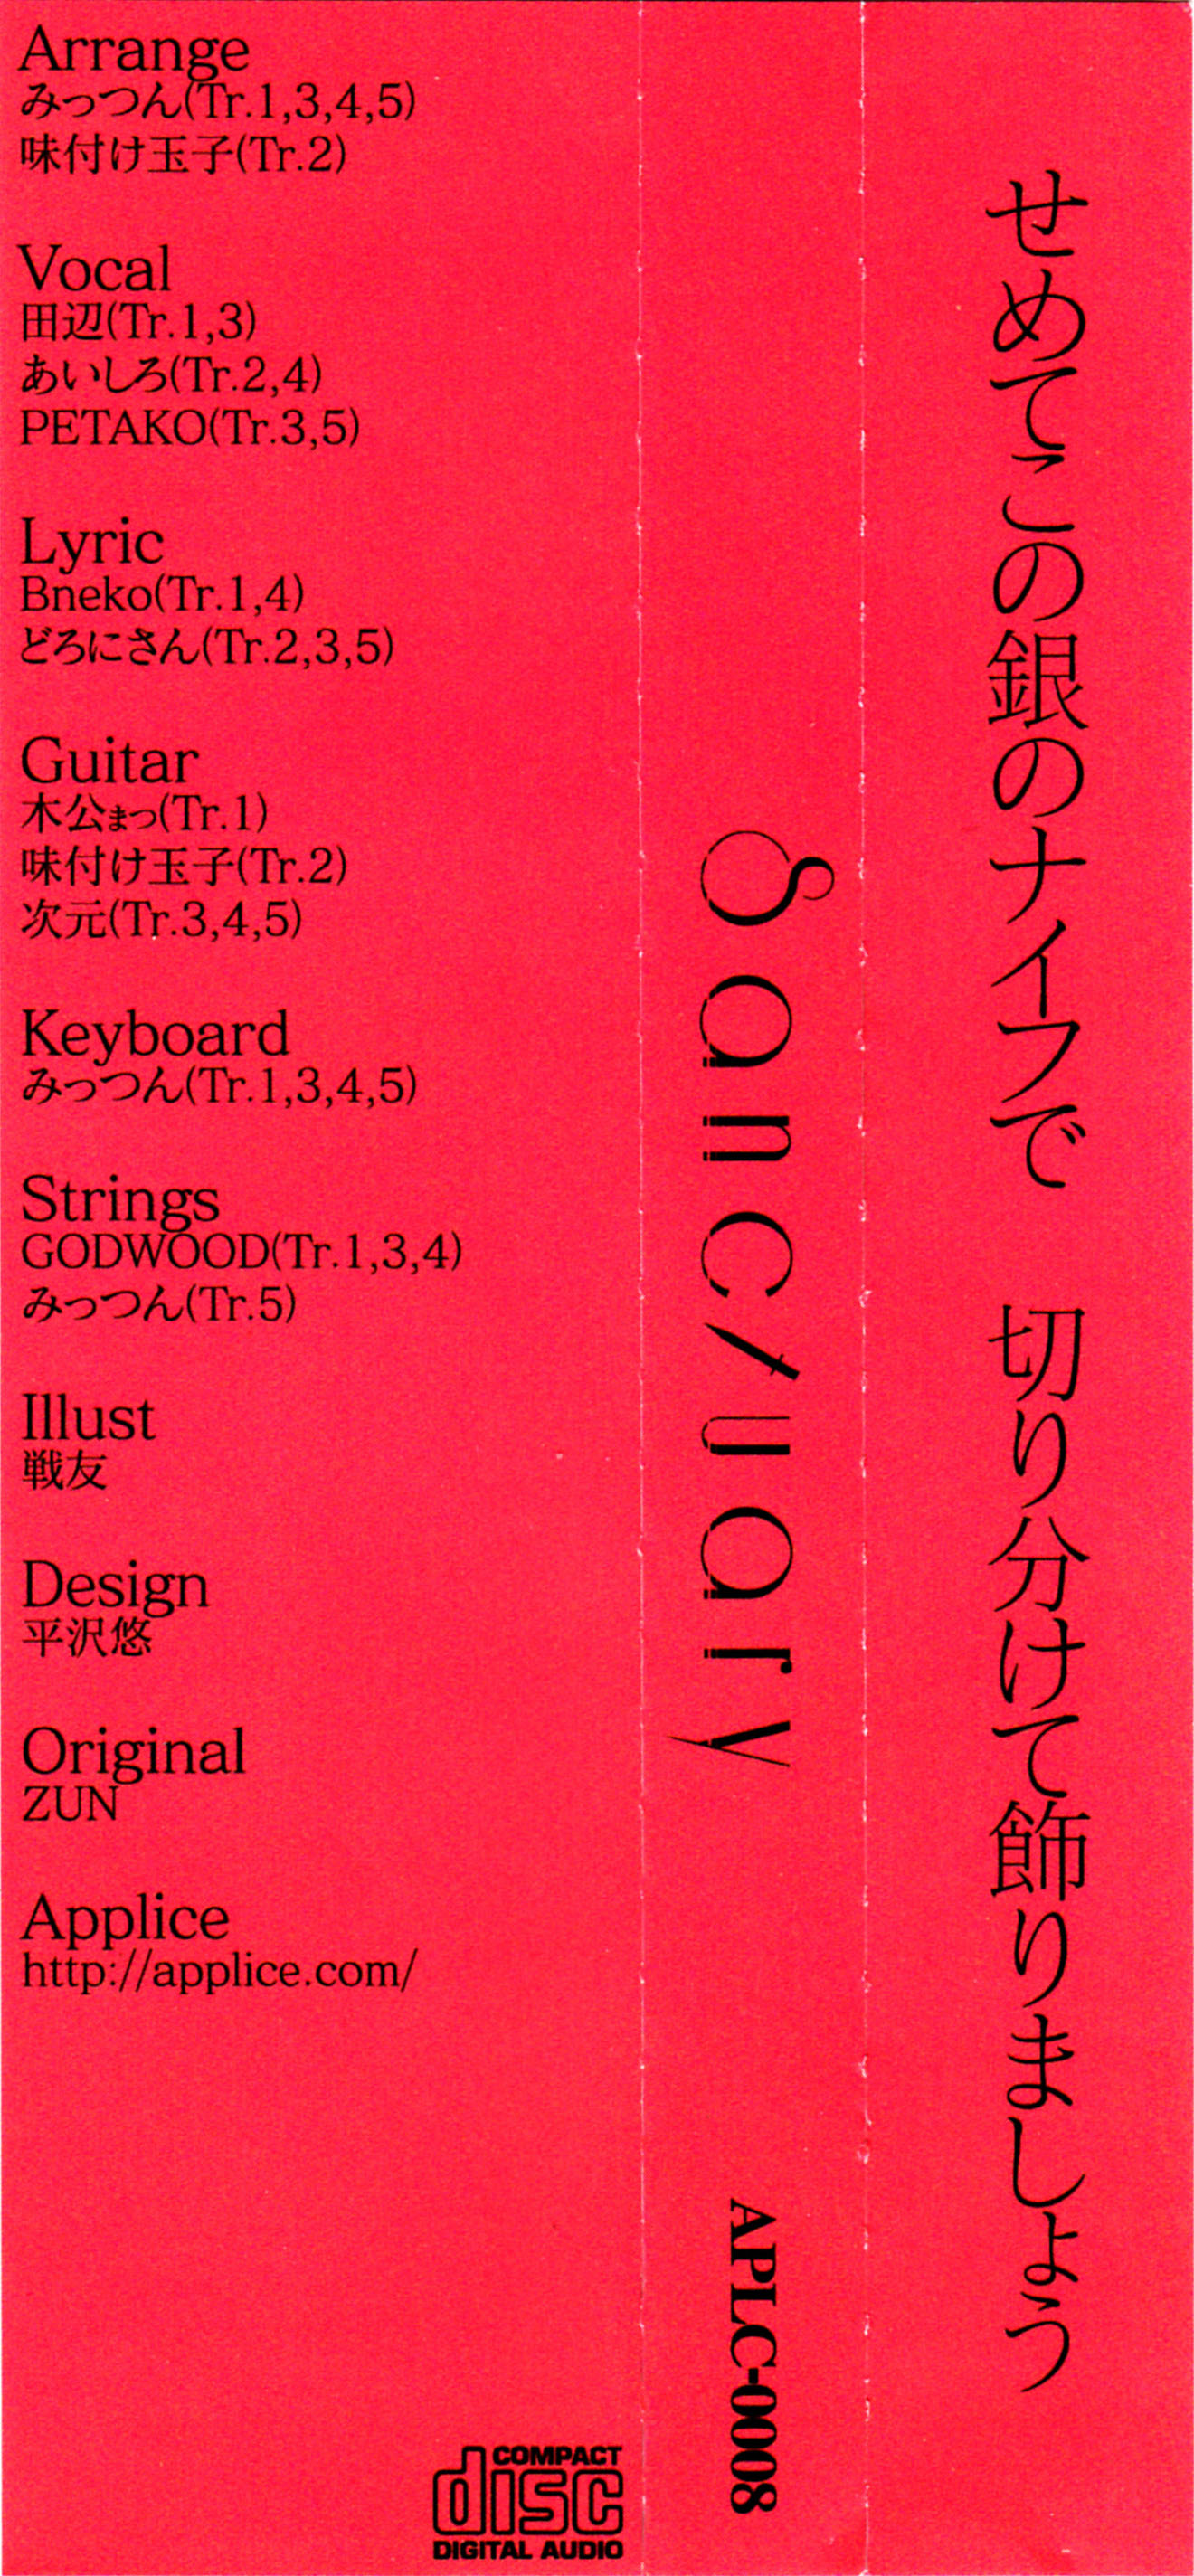 Arrange
みっつん(Tr.1,3,4,5)
味付け玉子(Tr.2)
Vocal
田辺(Tr.1,3)
あいしろ(Tr.2,4)
PETAKO(Tr.3,5)
Lyric
Bneko(Tr.1,4)
どろにさん(Tr.2,3,5)
Guitar
木公まつ(Tr.1)
味付け玉子(Tr.2)
次元(Tr.3,4,5)
Keyboard
みっつん(Tr.1,3,4,5)
Strings
GODWOOD(Tr.1,3,4)
みっつん(Tr.5)
Illust
戦友
Design
平沢悠
Original
ZUN
Applice
http://applice.com/
COMPACT
disc
DIGITAL AUDIO
Sanctuary
APLC-0008
せめてこの銀のナイフで　切り分けて飾りましょう